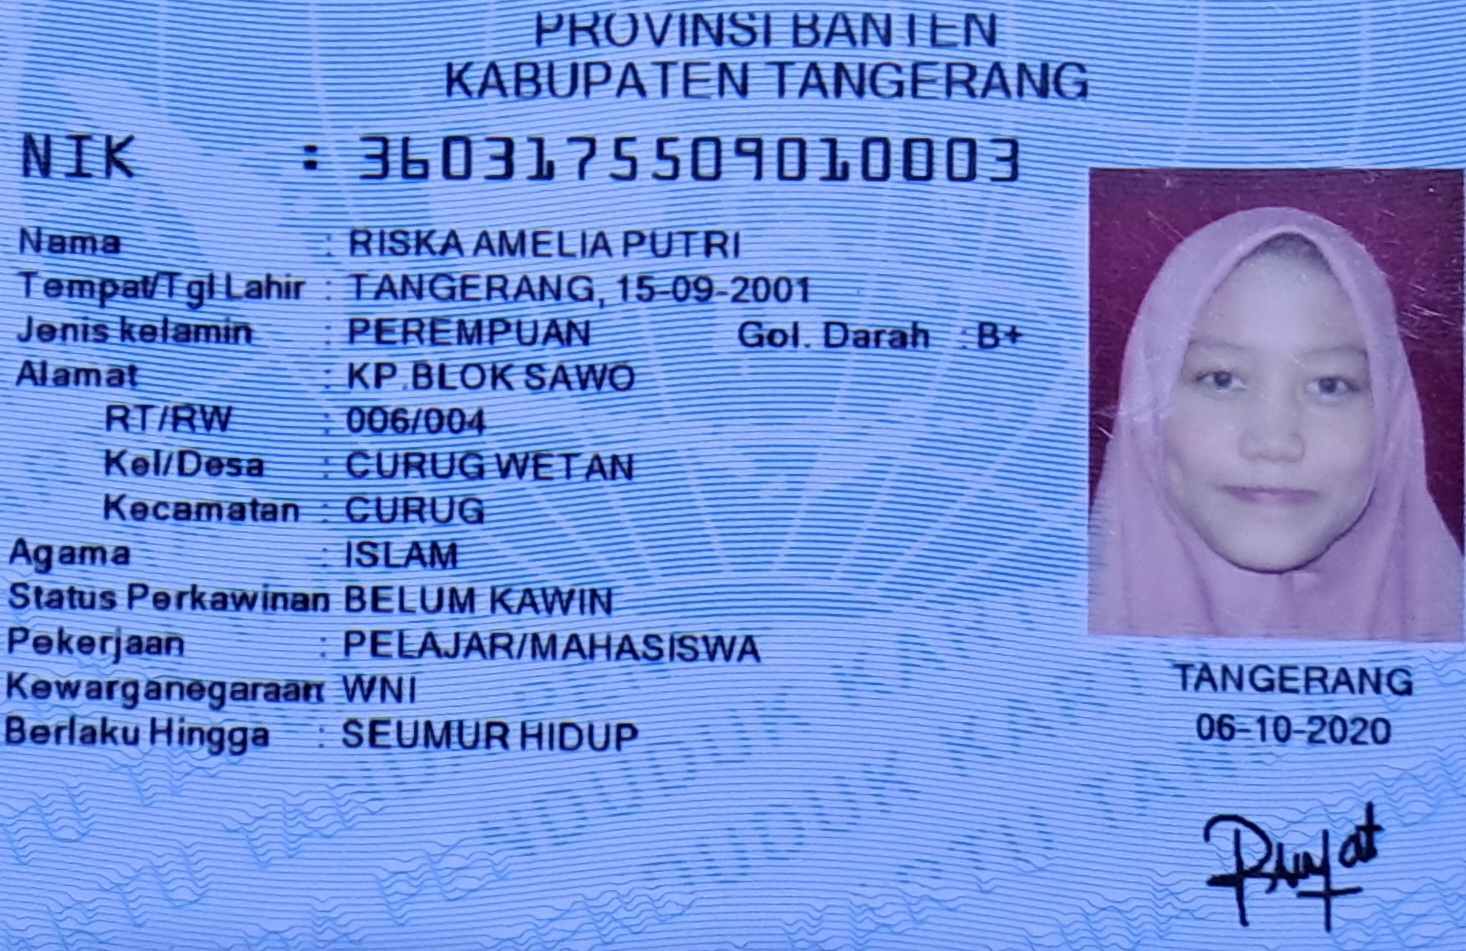 PROVINSI BANTEN
KABUPATEN TANGERANG
NIK : 3603175509010003
Nama : RISKA AMELIA PUTRI
Tempat/Tgl Lahir : TANGERANG, 15-09-2001
Jenis kelamin : PEREMPUAN Gol. Darah : B+
Alamat : KP.BLOK SAWO
RT/RW : 006/004
Kel/Desa : CURUG WETAN
Kecamatan : CURUG
Agama : ISLAM
Status Perkawinan BELUM KAWIN
Pekerjaan : PELAJAR/MAHASISWA
Kewarganegaraan: WNI
Berlaku Hingga : SEUMUR HIDUP
TANGERANG
06-10-2020